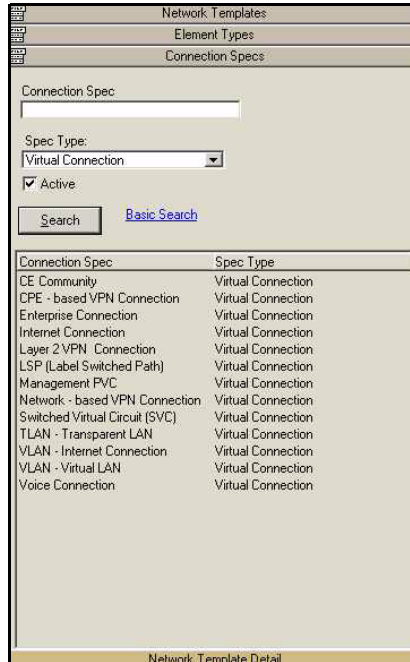 Network Templates
Element Types
Connection Specs
Connection Spec
Spec Type:
Virtual Connection
Active
Search Basic Search
Connection Spec Spec Type
CE Community Virtual Connection
CPE - based VPN Connection Virtual Connection
Enterprise Connection Virtual Connection
Internet Connection Virtual Connection
Layer 2 VPN Connection Virtual Connection
LSP (Label Switched Path) Virtual Connection
Management PVC Virtual Connection
Network - based VPN Connection Virtual Connection
Switched Virtual Circuit (SVC) Virtual Connection
TLAN - Transparent LAN Virtual Connection
VLAN - Internet Connection Virtual Connection
VLAN - Virtual LAN Virtual Connection
Voice Connection Virtual Connection
Network Template Detail